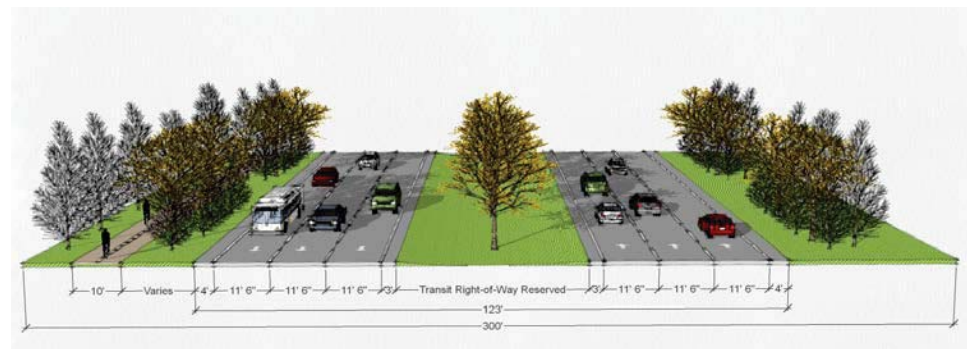 10' Varies 4' 11' 6" 11' 6" 11' 6" 3' Transit Right-of-Way Reserved 3' 11' 6" 11' 6" 11' 6" 4'
123'
300'